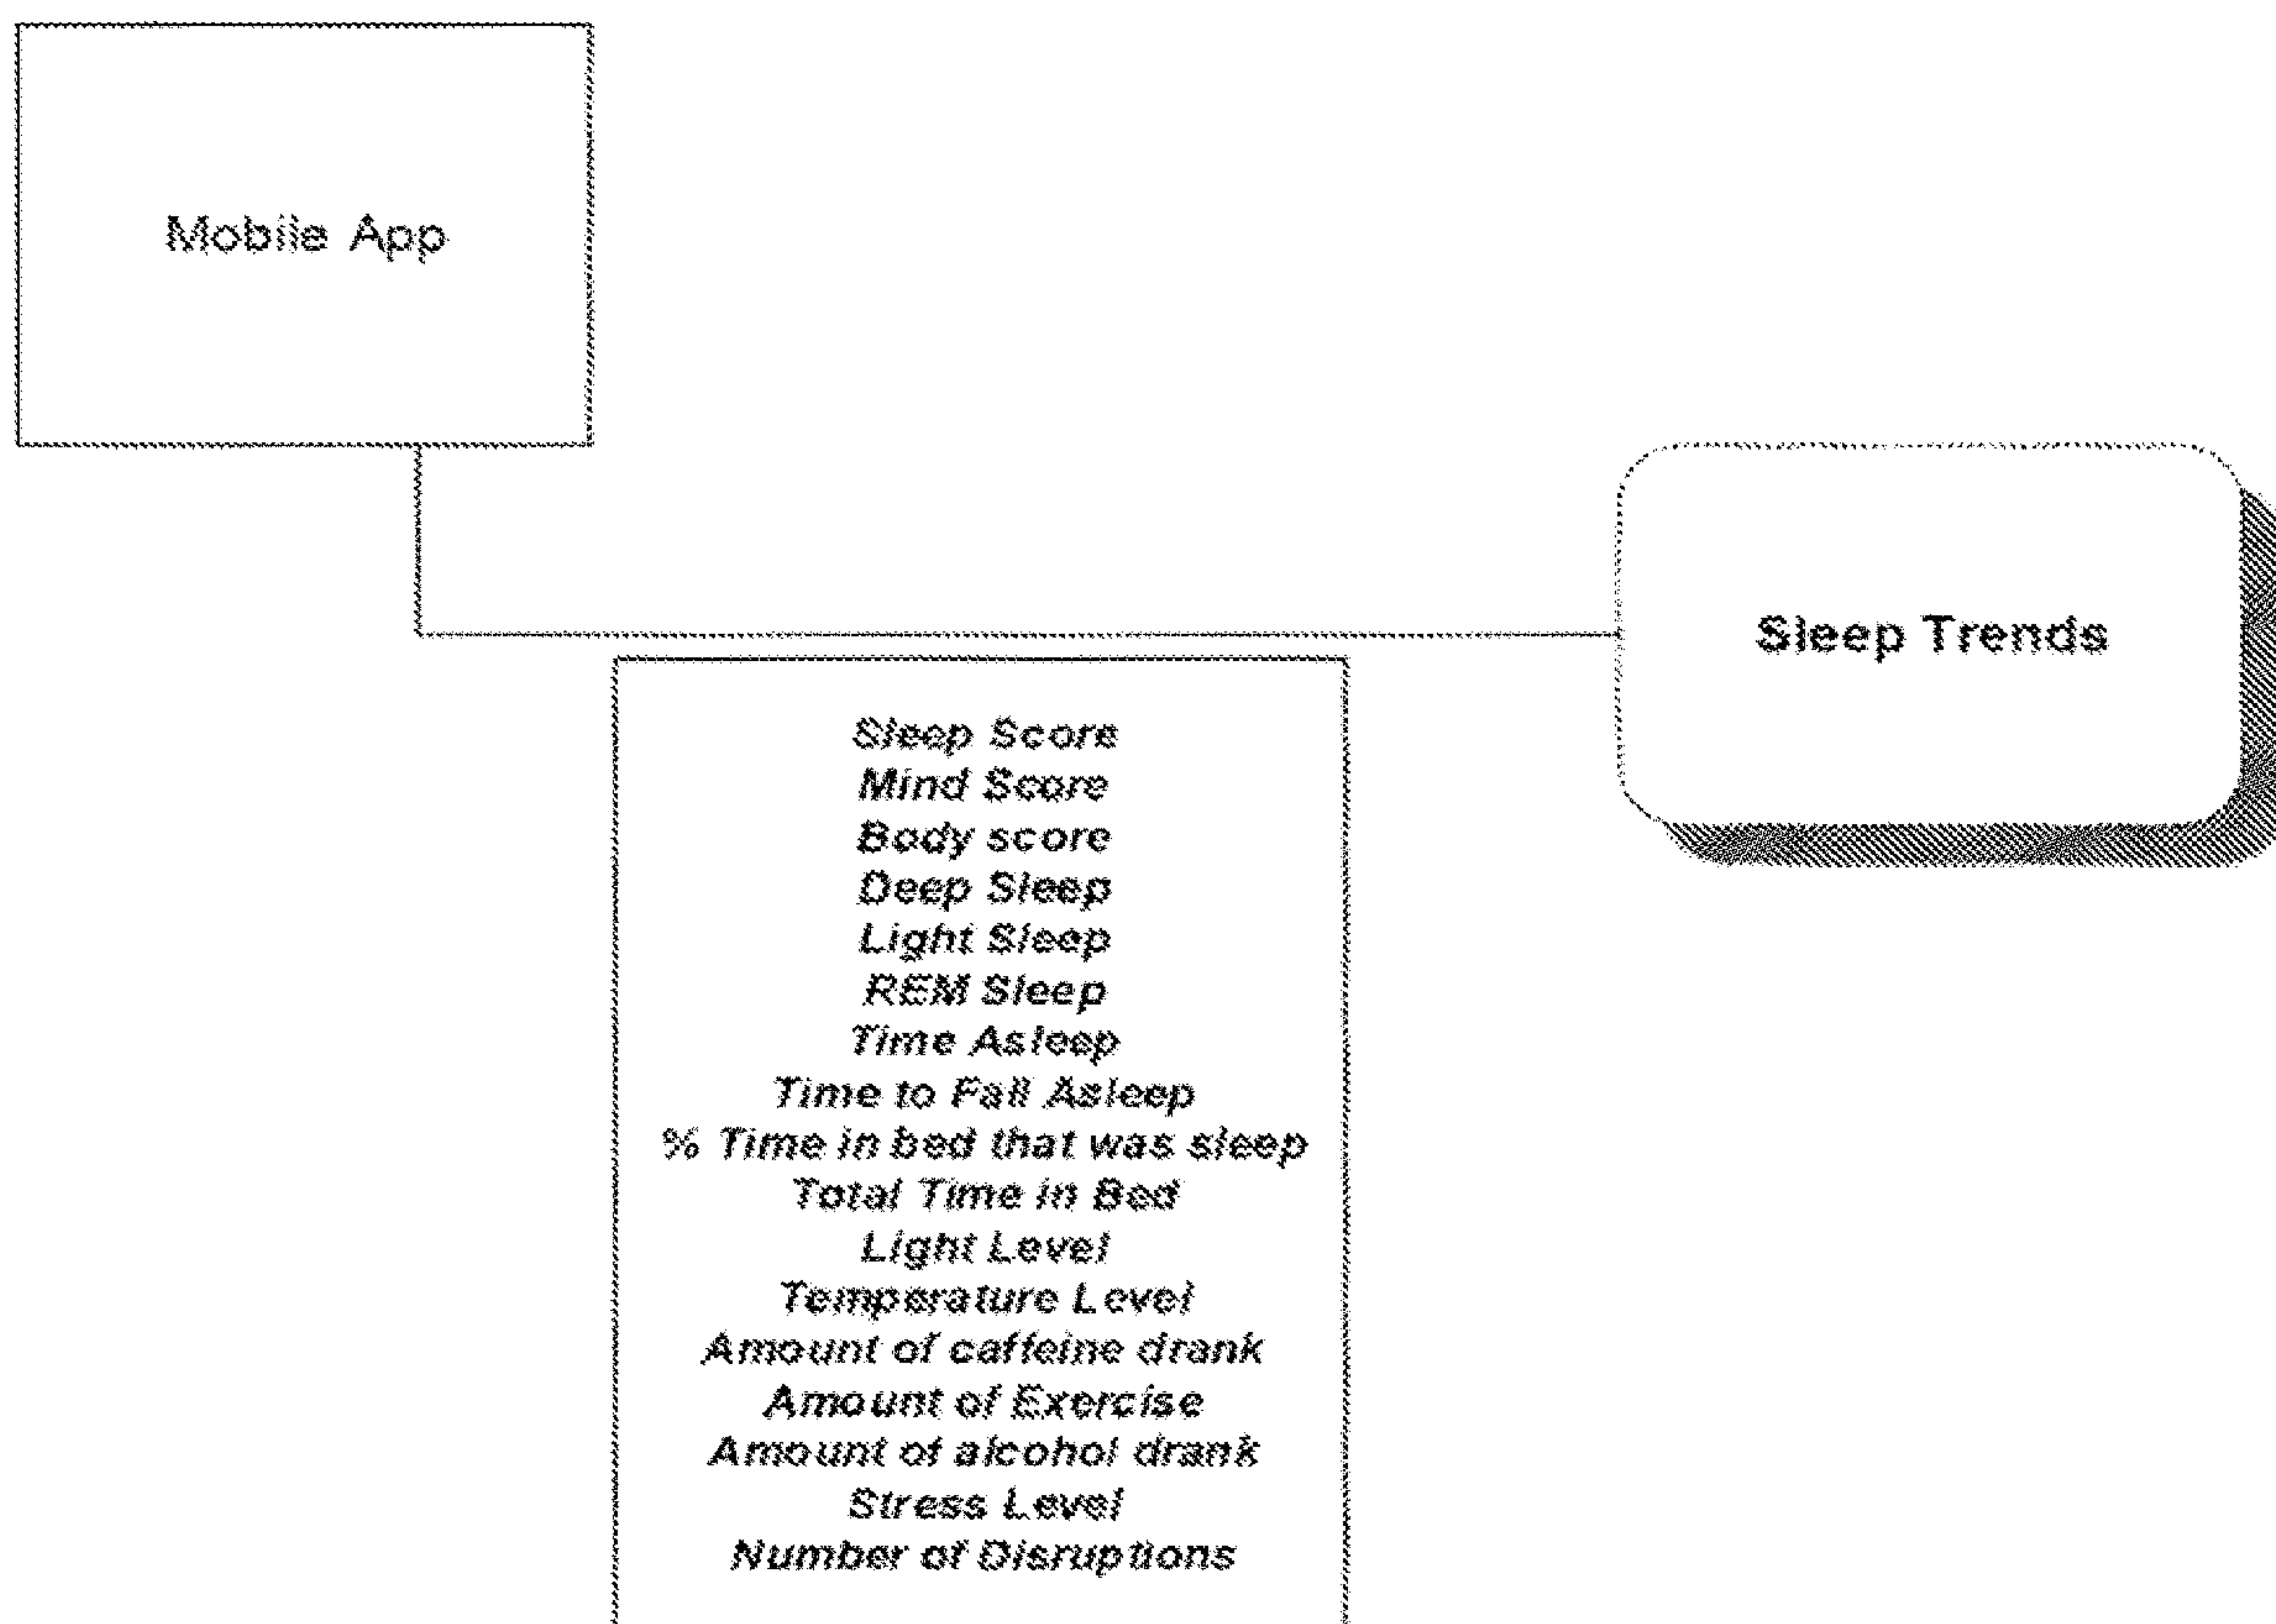 Mobile App
Sleep Trends
Sleep Score
Mind Score
Body score
Deep Sleep
Light Sleep
REM Sleep
Time Asleep
Time to Fall Asleep
% Time in bed that was sleep
Total Time in Bed
Light Level
Temperature Level
Amount of caffeine drank
Amount of Exercise
Amount of alcohol drank
Stress Level
Number of Disruptions